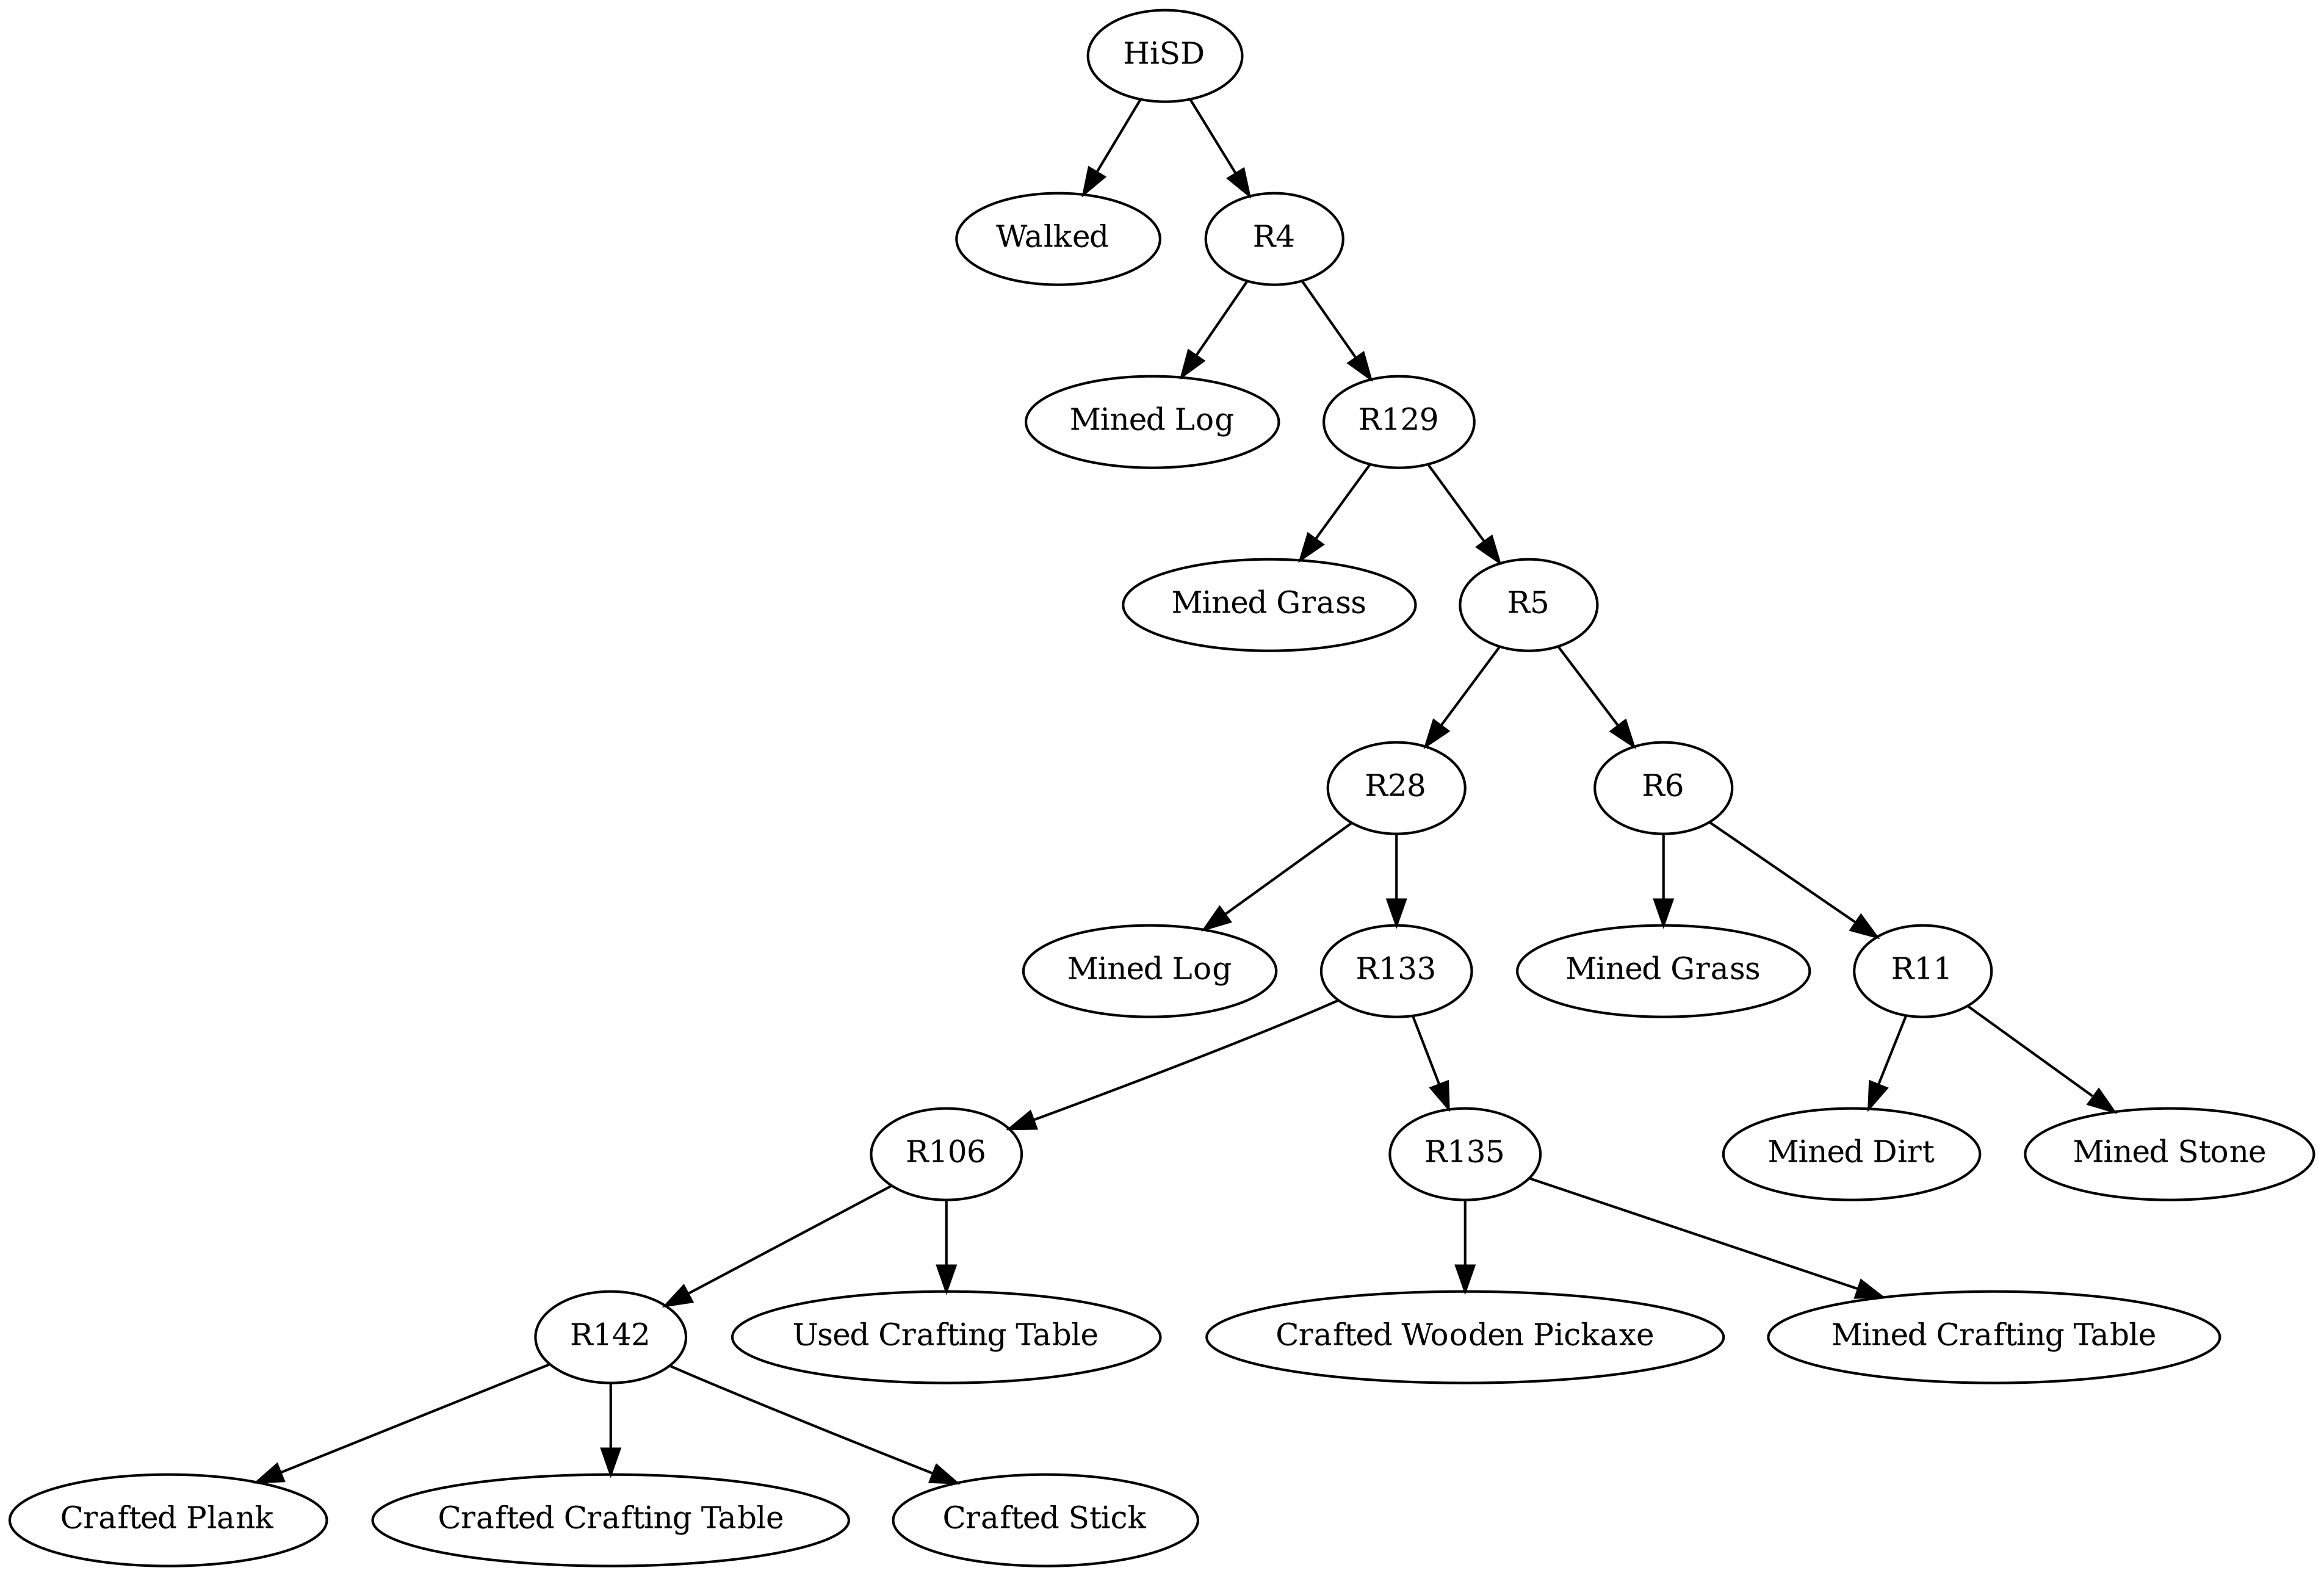 HiSD
Walked
R4
Mined Log
R129
Mined Grass
R5
R28
R6
Mined Log
R133
Mined Grass
R11
R106
R135
Mined Dirt
Mined Stone
R142
Used Crafting Table
Crafted Wooden Pickaxe
Mined Crafting Table
Crafted Plank
Crafted Crafting Table
Crafted Stick